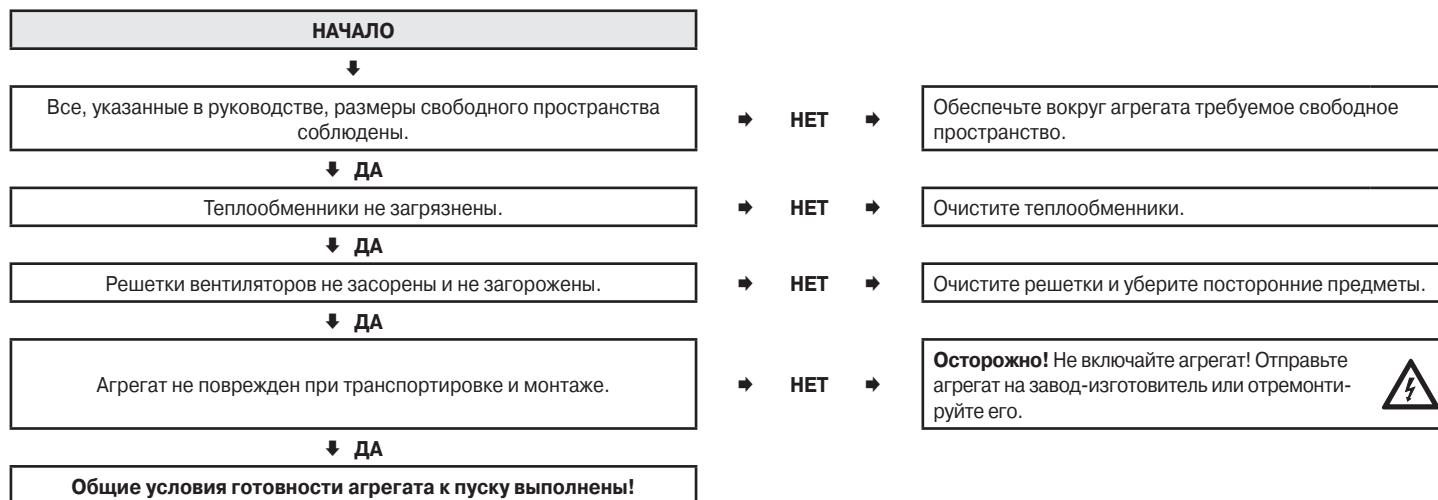 НАЧАЛО
Все, указанные в руководстве, размеры свободного пространства
соблюдены.
НЕТ
Обеспечьте вокруг агрегата требуемое свободное
пространство.
ДА
Теплообменники не загрязнены.
НЕТ
Очистите теплообменники.
ДА
Решетки вентиляторов не засорены и не загорожены.
НЕТ
Очистите решетки и уберите посторонние предметы.
ДА
Агрегат не поврежден при транспортировке и монтаже.
НЕТ
Осторожно! Не включайте агрегат! Отправьте
агрегат на завод-изготовитель или отремонти-
руйте его.
ДА
Общие условия готовности агрегата к пуску выполнены!